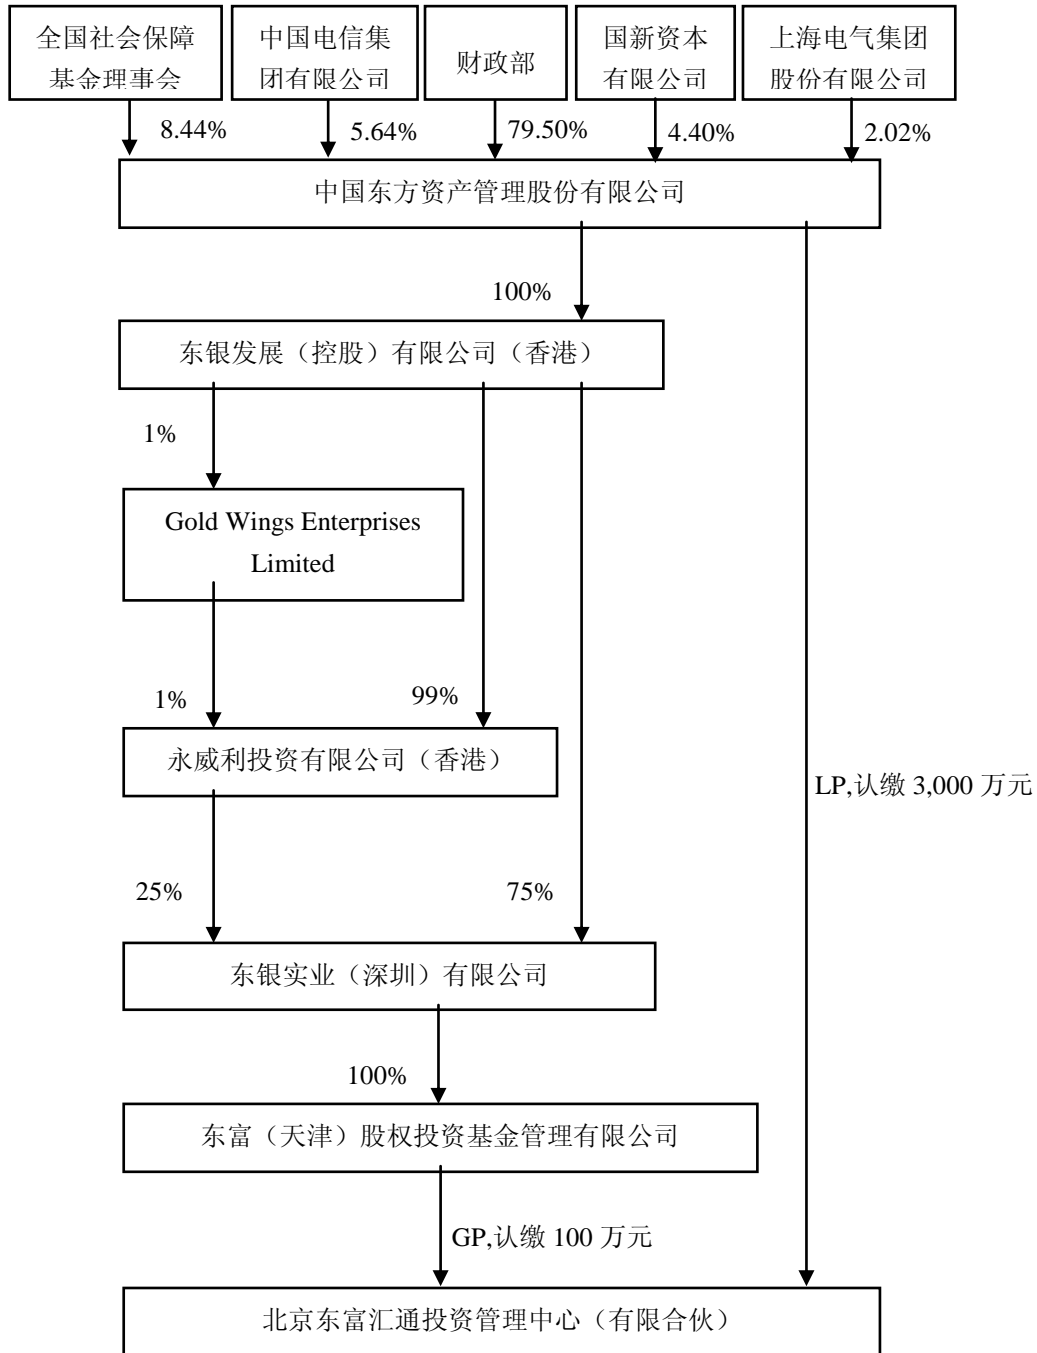 全国社会保障
基金理事会
中国电信集
团有限公司
财政部
国新资本
有限公司
上海电气集团
股份有限公司
8.44%
5.64%
79.50%
4.40%
2.02%
中国东方资产管理股份有限公司
100%
东银发展（控股）有限公司（香港）
1%
Gold Wings Enterprises
Limited
1%
99%
永威利投资有限公司（香港）
LP,认缴 3,000 万元
25%
75%
东银实业（深圳）有限公司
100%
东富（天津）股权投资基金管理有限公司
GP,认缴 100 万元
北京东富汇通投资管理中心（有限合伙）